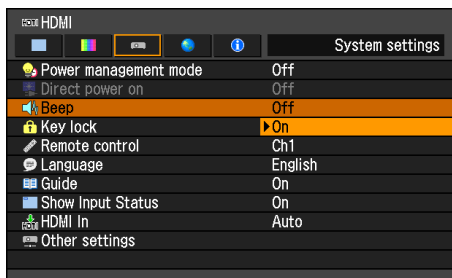 HDMI HDMI
System settings
Power management mode Off
Direct power on Off
Beep Off
Key lock On
Remote control Ch1
Language English
Guide On
Show Input Status On
HDMI In Auto
Other settings